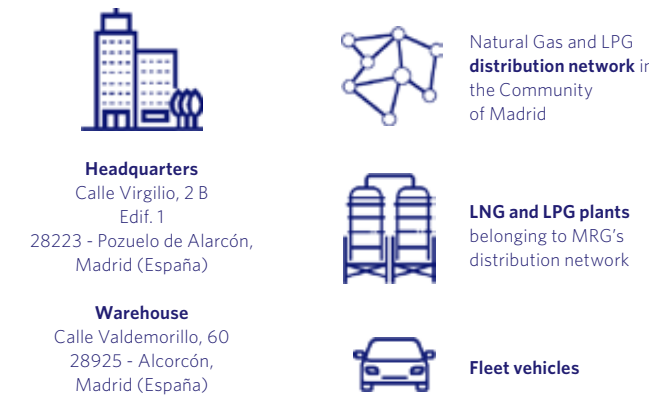 Headquarters
Calle Virgilio, 2 B
Edif. 1
28223 - Pozuelo de Alarcón,
Madrid (España)
Warehouse
Calle Valdemorillo, 60
28925 - Alcorcón,
Madrid (España)
Natural Gas and LPG
distribution network in
the Community
of Madrid
LNG and LPG plants
belonging to MRG's
distribution network
Fleet vehicles